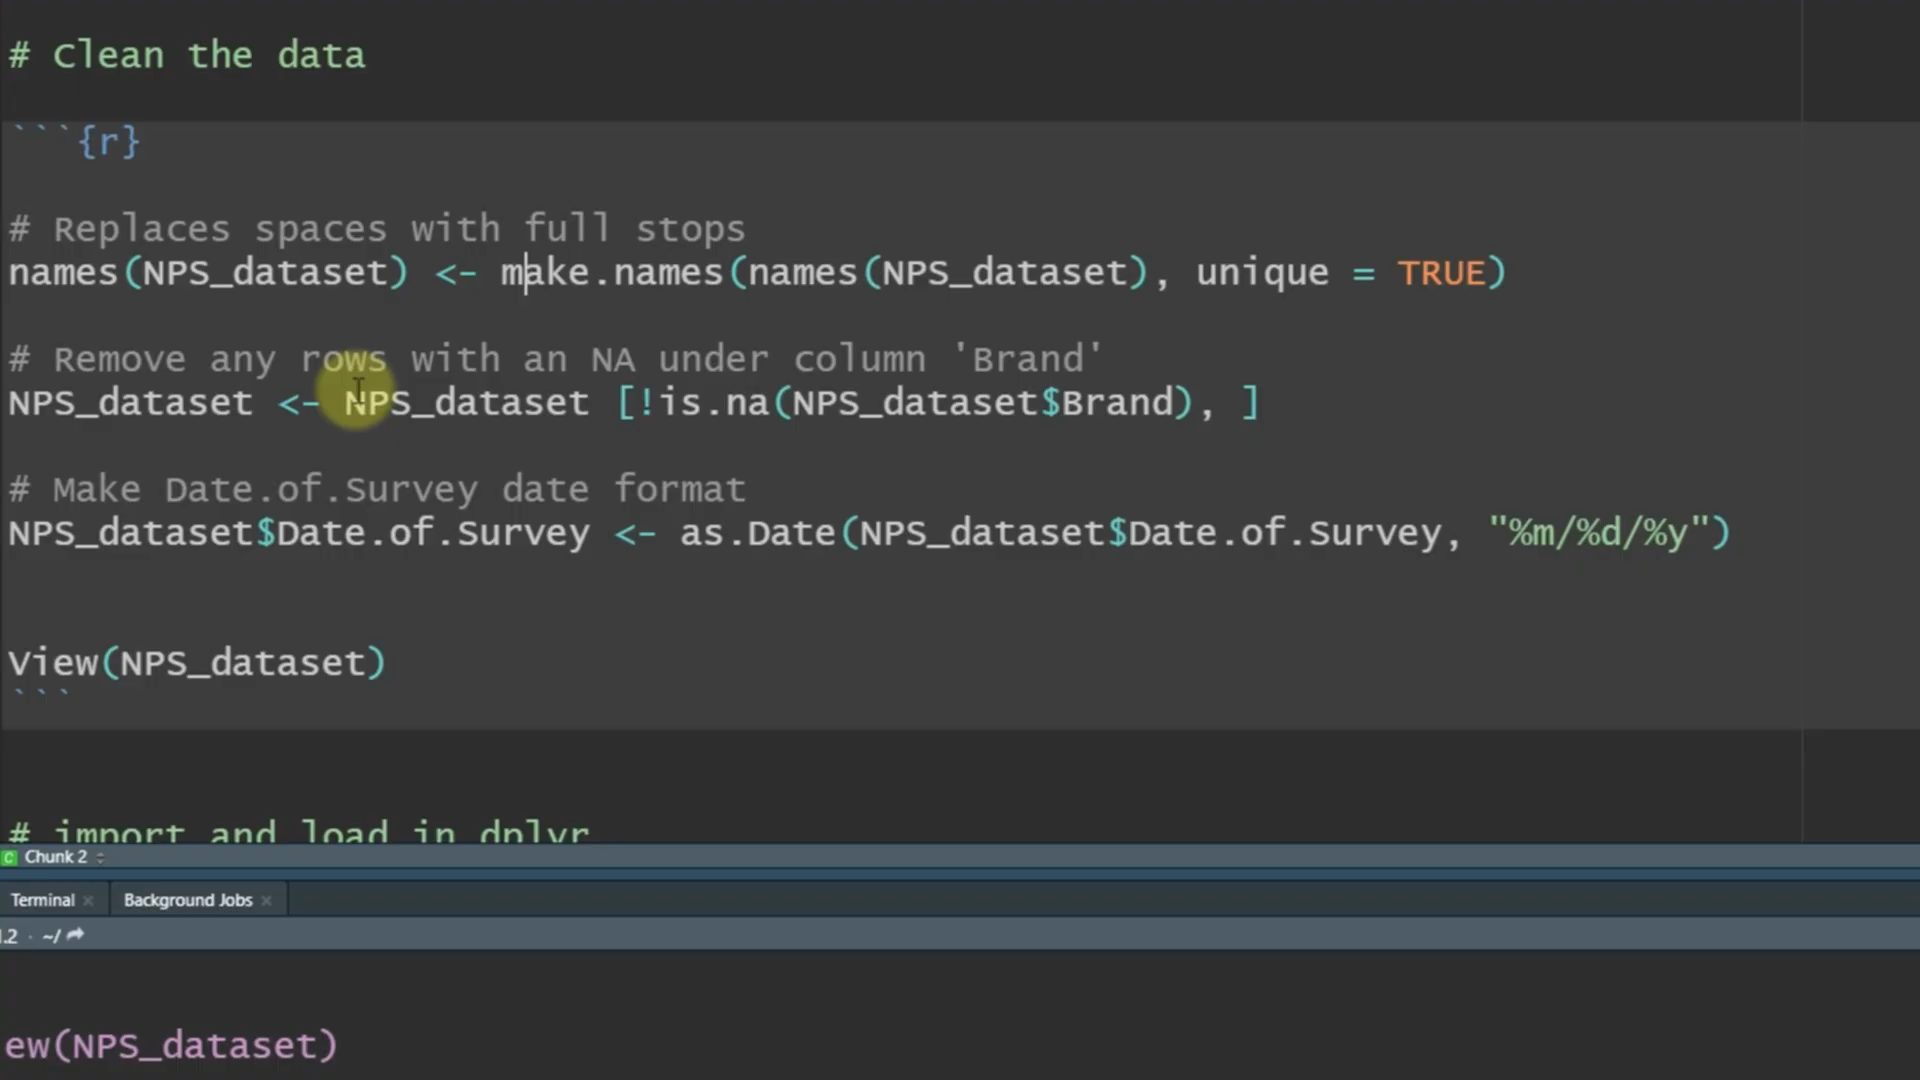 # Clean the data
```{r}
# Replaces spaces with full stops
names(NPS_dataset) <- make.names(names(NPS_dataset), unique = TRUE)
# Remove any rows with an NA under column 'Brand'
NPS_dataset <- NPS_dataset [!is.na(NPS_dataset$Brand), ]
# Make Date.of.Survey date format
NPS_dataset$Date.of.Survey <- as.Date(NPS_dataset$Date.of.Survey, "%m/%d/%y")
View(NPS_dataset)
```
# import and load in dplyr
C Chunk 2
Terminal × Background Jobs ×
.2 · ~/
ew(NPS_dataset)